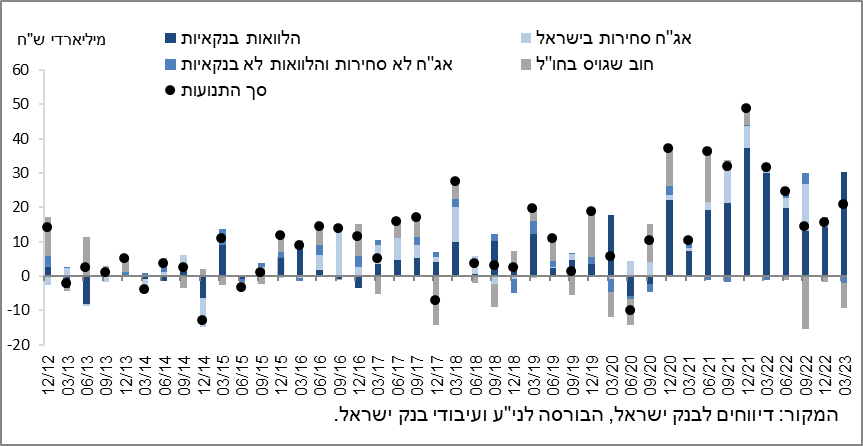 מיליארדי ש"ח
הלוואות בנקאיות
אג"ח סחירות בישראל
אג"ח לא סחירות והלוואות לא בנקאיות
חוב שגויס בחו"ל
סך התנועות
60
50
40
30
20
10
0
-10
-20
12/12 03/13 06/13 09/13 12/13 03/14 06/14 09/14 12/14 03/15 06/15 09/15 12/15 03/16 06/16 09/16 12/16 03/17 06/17 09/17 12/17 03/18 06/18 09/18 12/18 03/19 06/19 09/19 12/19 03/20 06/20 09/20 12/20 03/21 06/21 09/21 12/21 03/22 06/22 09/22 12/22 03/23
המקור: דיווחים לבנק ישראל, הבורסה לני"ע ועיבודי בנק ישראל.